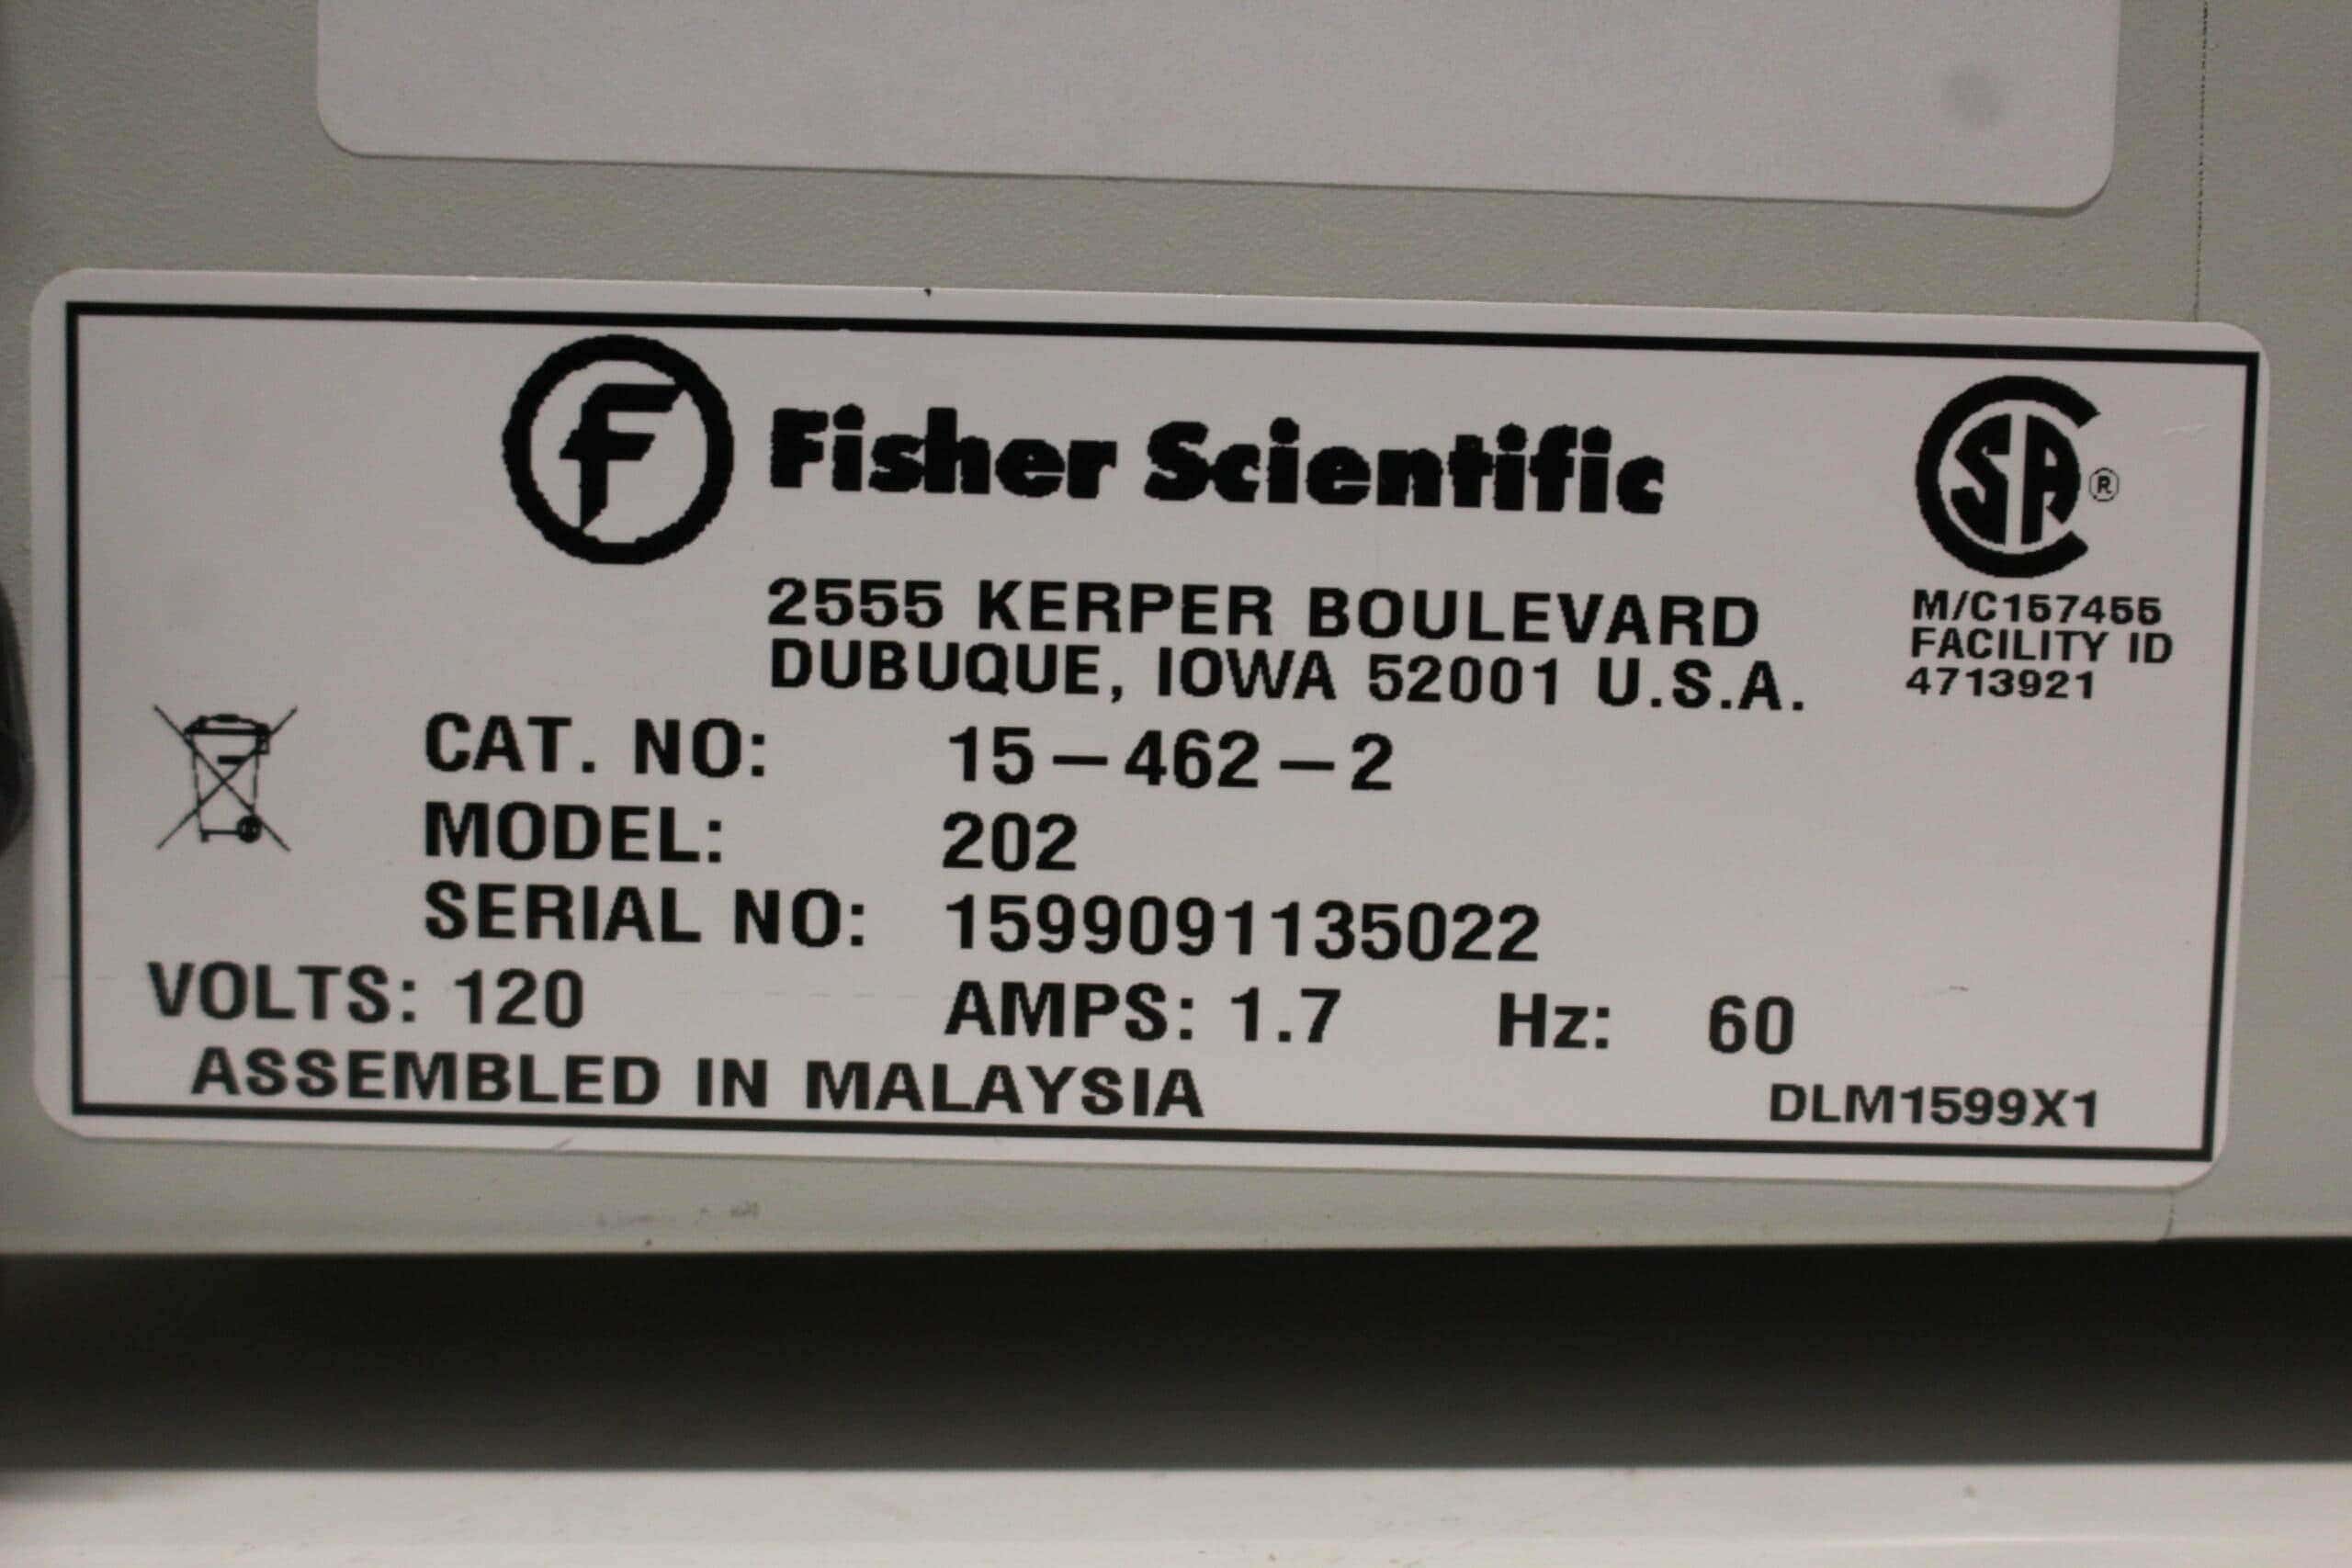 F Fisher Scientific
CSA®
2555 KERPER BOULEVARD
DUBUQUE, IOWA 52001 U.S.A.
M/C157455
FACILITY ID
4713921
CAT. NO: 15-462-2
MODEL: 202
SERIAL NO: 1599091135022
VOLTS: 120 AMPS: 1.7 Hz: 60
ASSEMBLED IN MALAYSIA
DLM1599X1